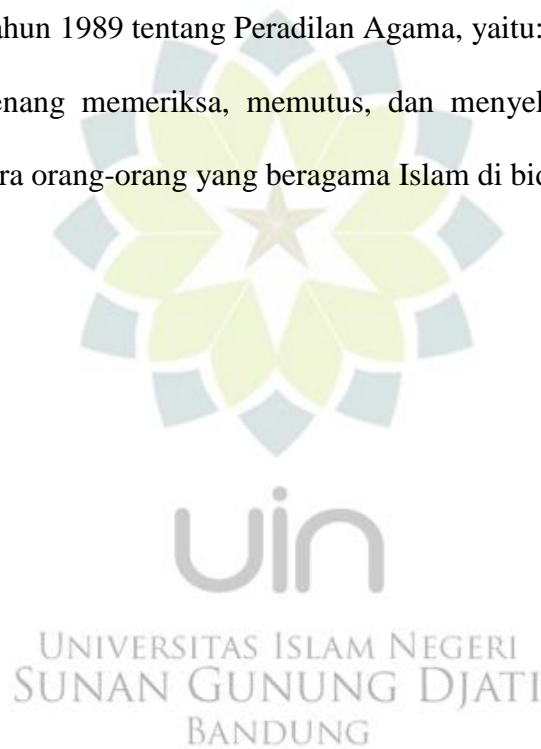 ahun 1989 tentang Peradilan Agama, yaitu:
enang memeriksa, memutus, dan menyel
ra orang-orang yang beragama Islam di bid
uin
UNIVERSITAS ISLAM NEGERI
SUNAN GUNUNG DJATI
BANDUNG